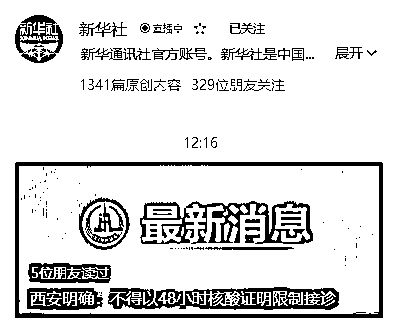 新华社
新华社 直播中 已关注
新华通讯社官方账号。新华社是中国... 展开
1341篇原创内容 329位朋友关注
12:16
最新消息
5位朋友读过
西安明确：不得以48小时核酸证明限制接诊